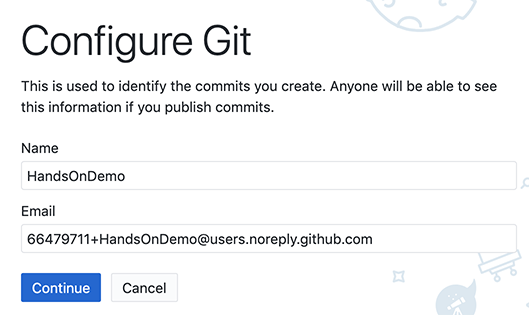 Configure Git
This is used to identify the commits you create. Anyone will be able to see
this information if you publish commits.
Name
HandsOnDemo
Email
66479711+HandsOnDemo@users.noreply.github.com
Continue Cancel